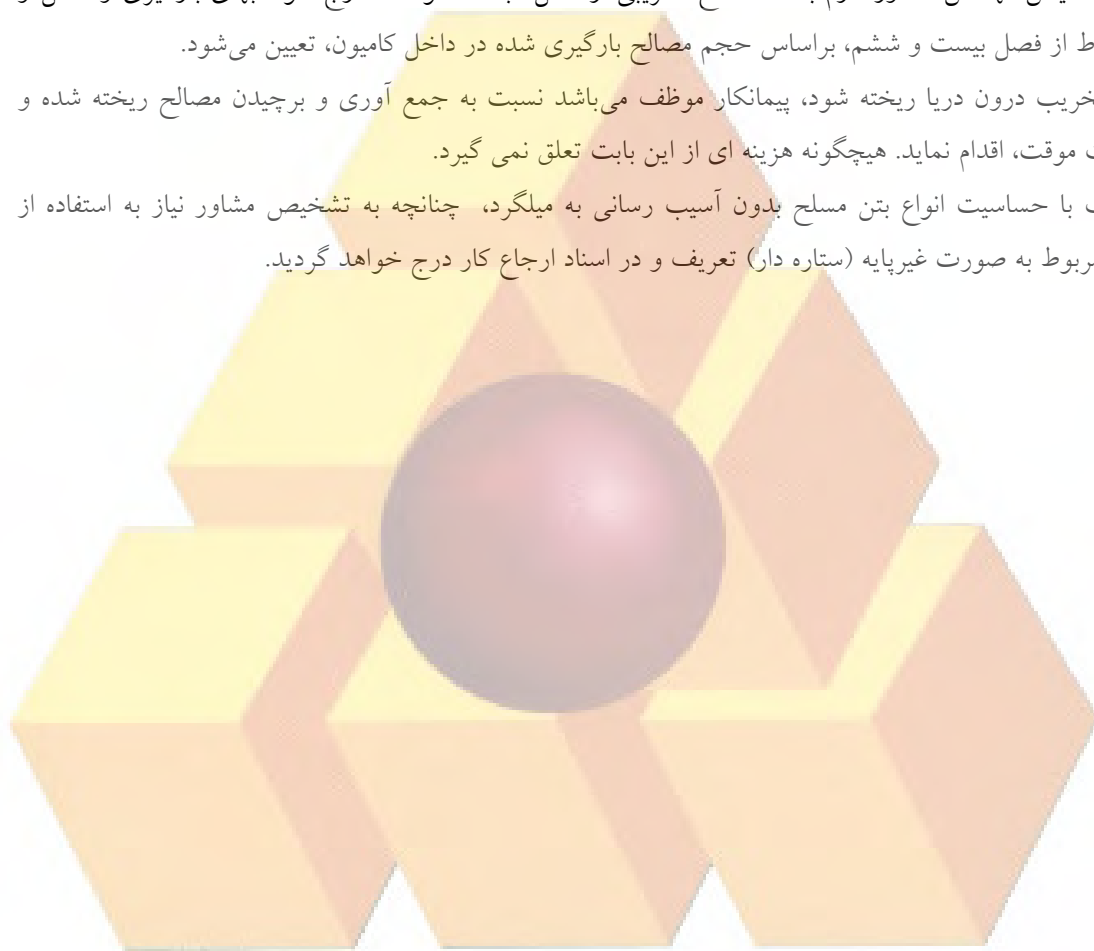 ط از فصل بیست و ششم، براساس حجم مصالح بارگیری شده در داخل کامیون، تعیین می‌شود.
خریب درون دریا ریخته شود، پیمانکار موظف می‌باشد نسبت به جمع آوری و برچیدن مصالح ریخته شده و
موقت، اقدام نماید. هیچگونه هزینه ای از این بابت تعلق نمی گیرد.
با حساسیت انواع بتن مسلح بدون آسیب رسانی به میلگرد، چنانچه به تشخیص مشاور نیاز به استفاده از
ربوط به صورت غیرپایه (ستاره دار) تعریف و در اسناد ارجاع کار درج خواهد گردید.